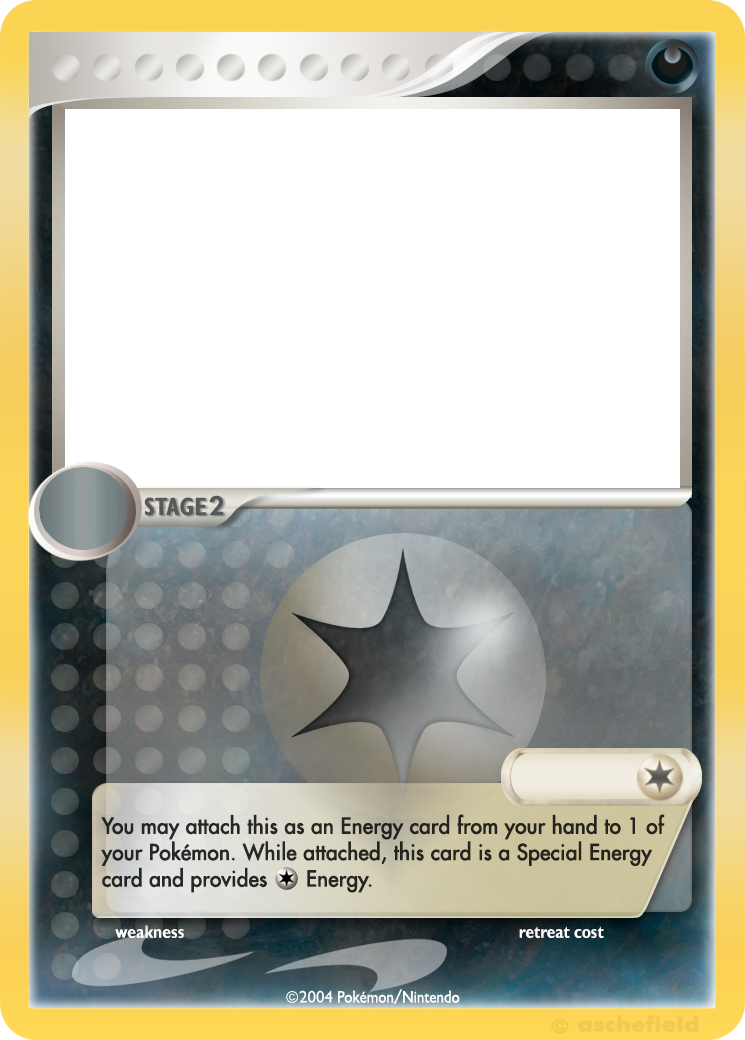 STAGE2
You may attach this as an Energy card from your hand to 1 of
your Pokémon. While attached, this card is a Special Energy
card and provides Energy.
weakness retreat cost
©2004 Pokémon/Nintendo
© aschefield